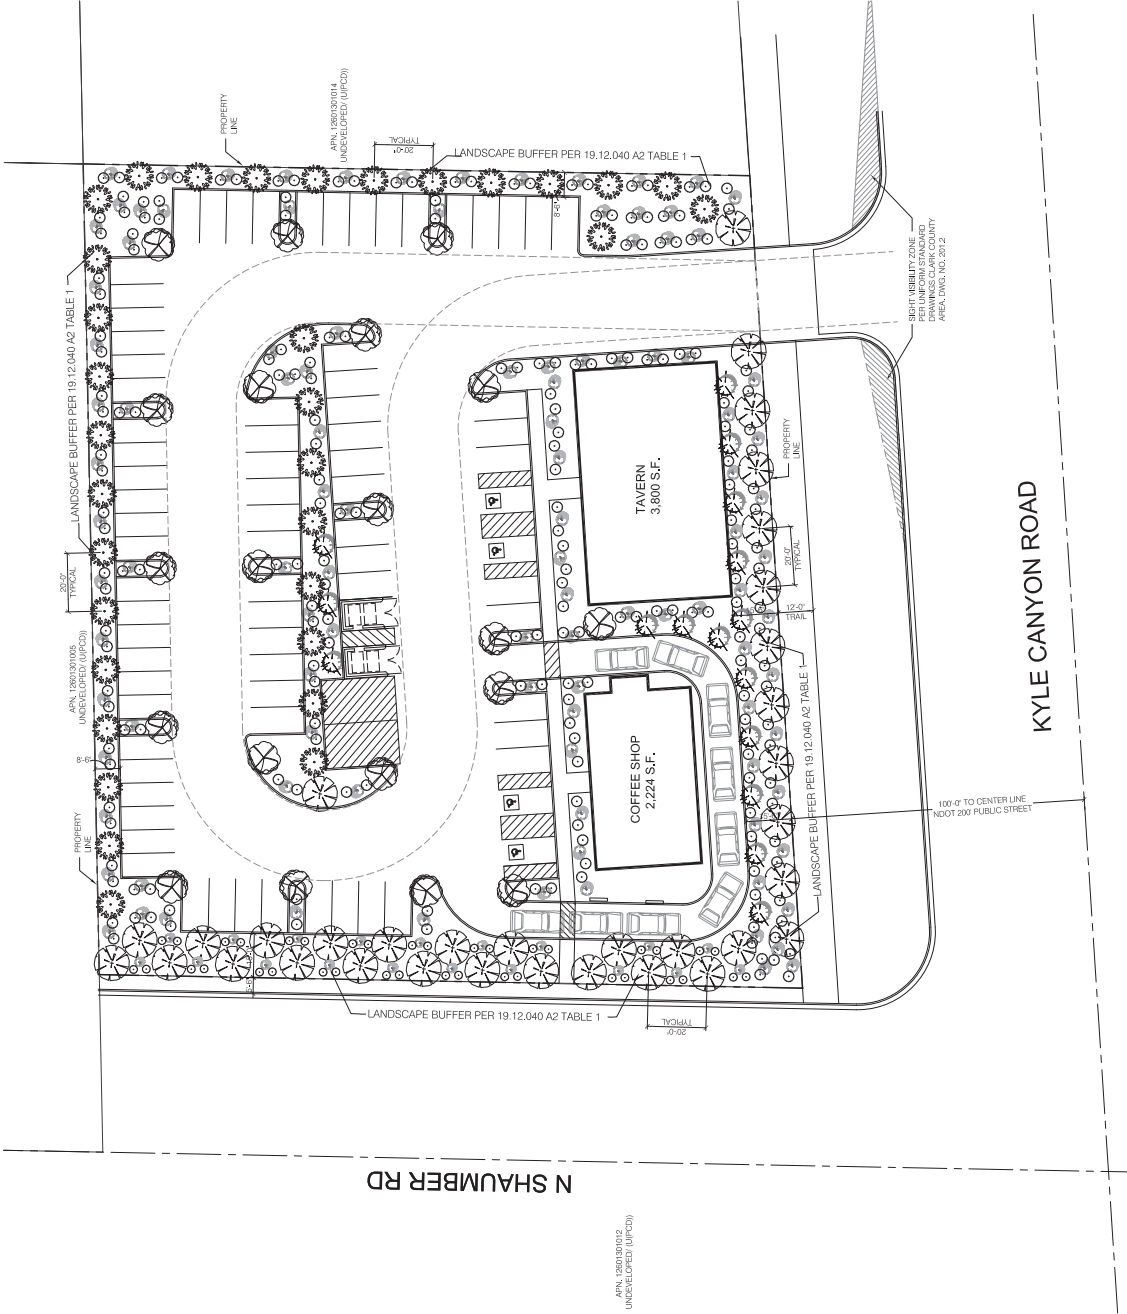 PROPERTY
LINE
APN. 12601301014
UNDEVELOPED/ (U(PCD))
20'-0"
TYPICAL
LANDSCAPE BUFFER PER 19.12.040 A2 TABLE 1
8'-6"
SIGHT VISIBILITY ZONE
PER UNIFORM STANDARD
DRAWINGS CLARK COUNTY
AREA. DWG. NO. 201.2
LANDSCAPE BUFFER PER 19.12.040 A2 TABLE 1
20'-0"
TYPICAL
APN. 12601301005
UNDEVELOPED/ (U(PCD))
8'-6"
PROPERTY
LINE
TAVERN
3,800 S.F.
PROPERTY
LINE
20'-0"
TYPICAL
12'-0"
TRAIL
COFFEE SHOP
2,224 S.F.
LANDSCAPE BUFFER PER 19.12.040 A2 TABLE 1
KYLE CANYON ROAD
100'-0" TO CENTER LINE
NDOT 200' PUBLIC STREET
LANDSCAPE BUFFER PER 19.12.040 A2 TABLE 1
20'-0"
TYPICAL
N SHAUMBER RD
APN. 12601301012
UNDEVELOPED/ (U(PCD))